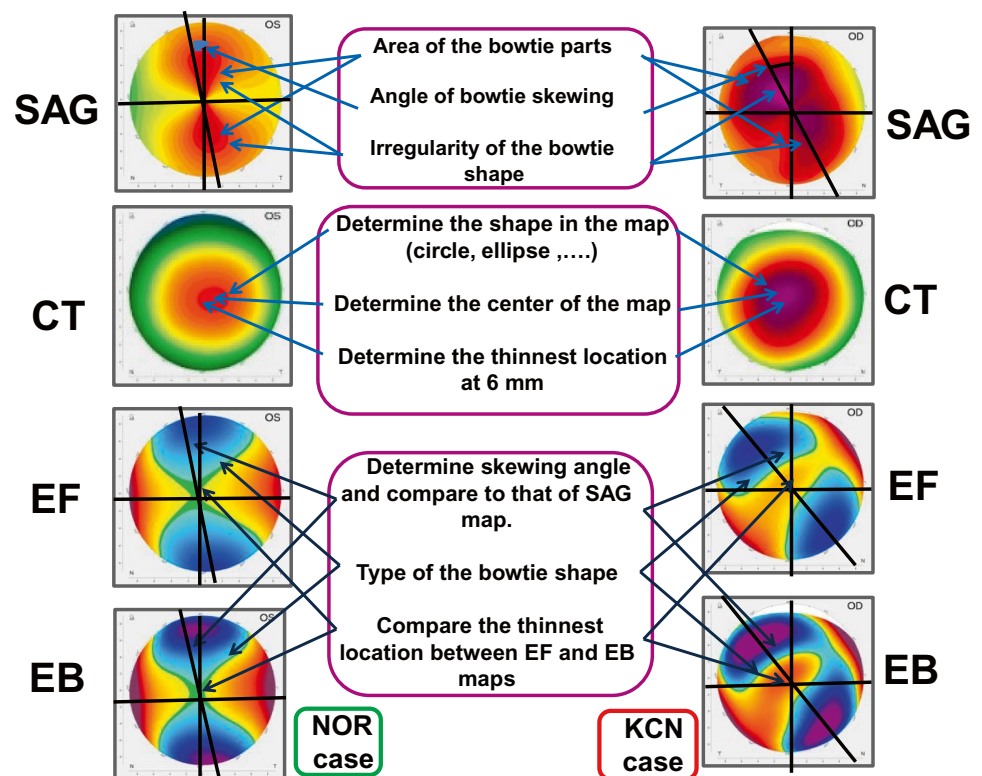 OS
OD
SAG
SAG
Area of the bowtie parts
Angle of bowtie skewing
Irregularity of the bowtie
shape
N
T
T
N
OS
OD
CT
CT
Determine the shape in the map
(circle, ellipse ,....)
Determine the center of the map
Determine the thinnest location
at 6 mm
N
T
T
N
OS
OD
EF
EF
Determine skewing angle
and compare to that of SAG
map.
Type of the bowtie shape
Compare the thinnest
location between EF and EB
maps
N
T
T
N
OS
OD
EB
EB
N
T
T
N
NOR
case
KCN
case